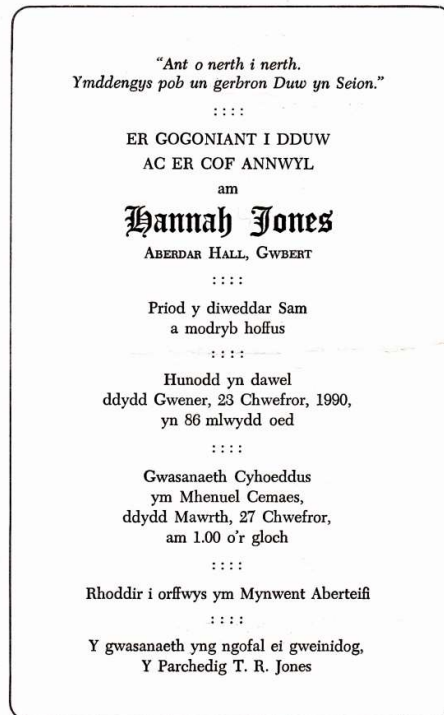 “Ant o nerth i nerth.
Ymddengys pob un gerbron Duw yn Seion.”
::::
ER GOGONIANT I DDUW
AC ER COF ANNWYL
am
Hannah Jones
ABERDAR HALL, GWBERT
::::
Priod y diweddar Sam
a modryb hoffus
::::
Hunodd yn dawel
ddydd Gwener, 23 Chwefror, 1990,
yn 86 mlwydd oed
::::
Gwasanaeth Cyhoeddus
ym Mhenuel Cemaes,
ddydd Mawrth, 27 Chwefror,
am 1.00 o’r gloch
::::
Rhoddir i orffwys ym Mynwent Aberteifi
::::
Y gwasanaeth yng ngofal ei gweinidog,
Y Parchedig T. R. Jones